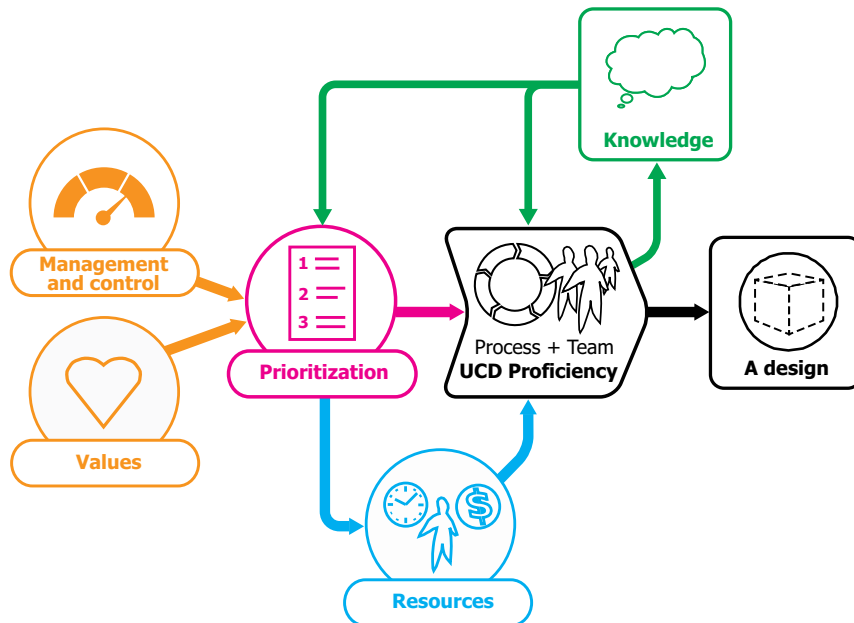 Knowledge
Management
and control
1
2
3
Prioritization
Process + Team
UCD Proficiency
A design
Values
$
Resources